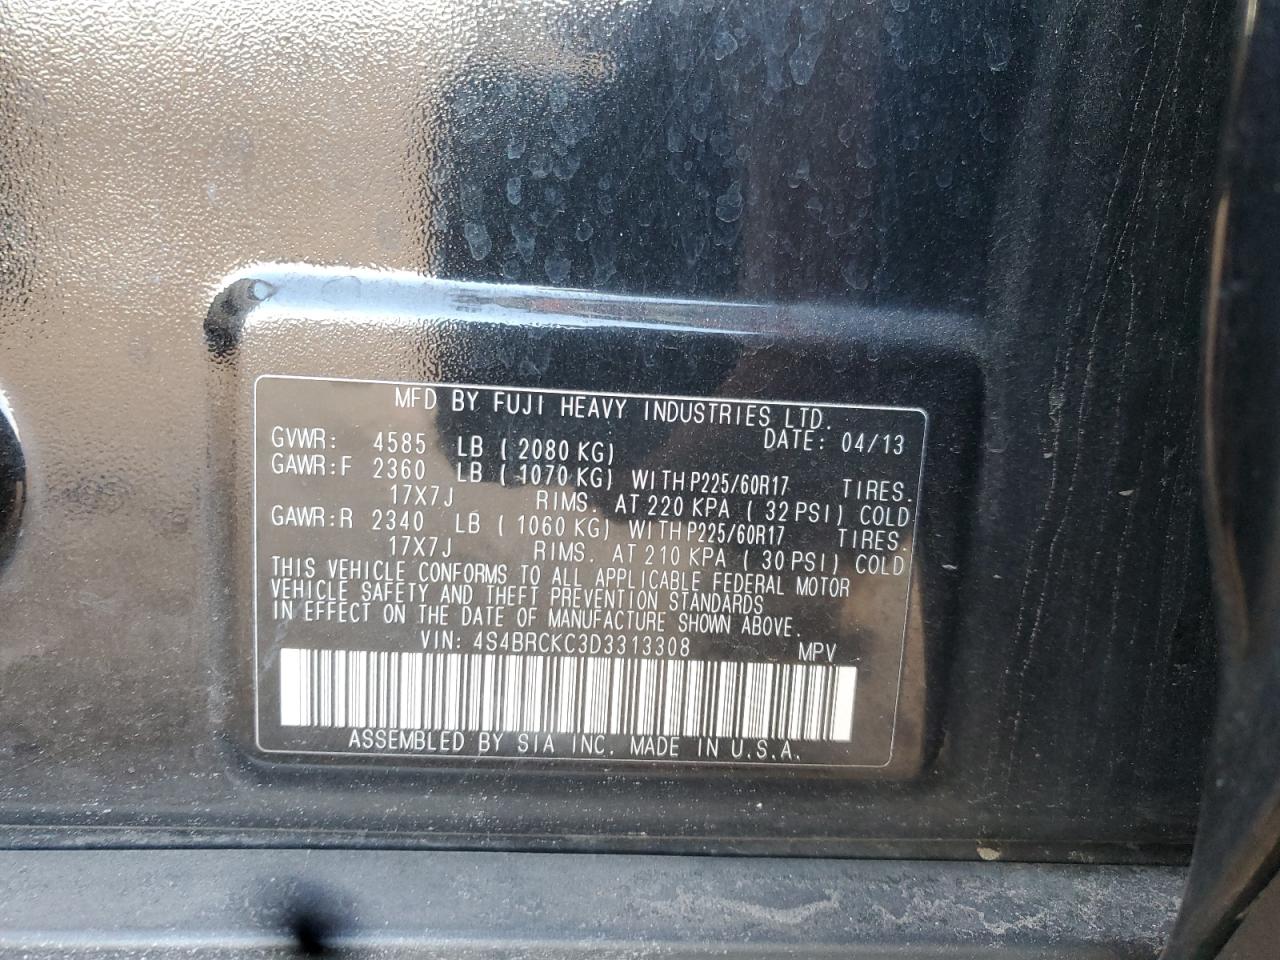 MFD BY FUJI HEAVY INDUSTRIES LTD.
DATE: 04/13
GVWR: 4585 LB ( 2080 KG)
GAWR:F 2360 LB ( 1070 KG) WITH P225/60R17 TIRES.
17X7J RIMS. AT 220 KPA ( 32 PSI) COLD
GAWR:R 2340 LB ( 1060 KG) WITH P225/60R17 TIRES.
17X7J RIMS. AT 210 KPA ( 30 PSI) COLD
THIS VEHICLE CONFORMS TO ALL APPLICABLE FEDERAL MOTOR
VEHICLE SAFETY AND THEFT PREVENTION STANDARDS
IN EFFECT ON THE DATE OF MANUFACTURE SHOWN ABOVE.
VIN: 4S4BRCKC3D3313308 MPV
ASSEMBLED BY SIA INC. MADE IN U.S.A.